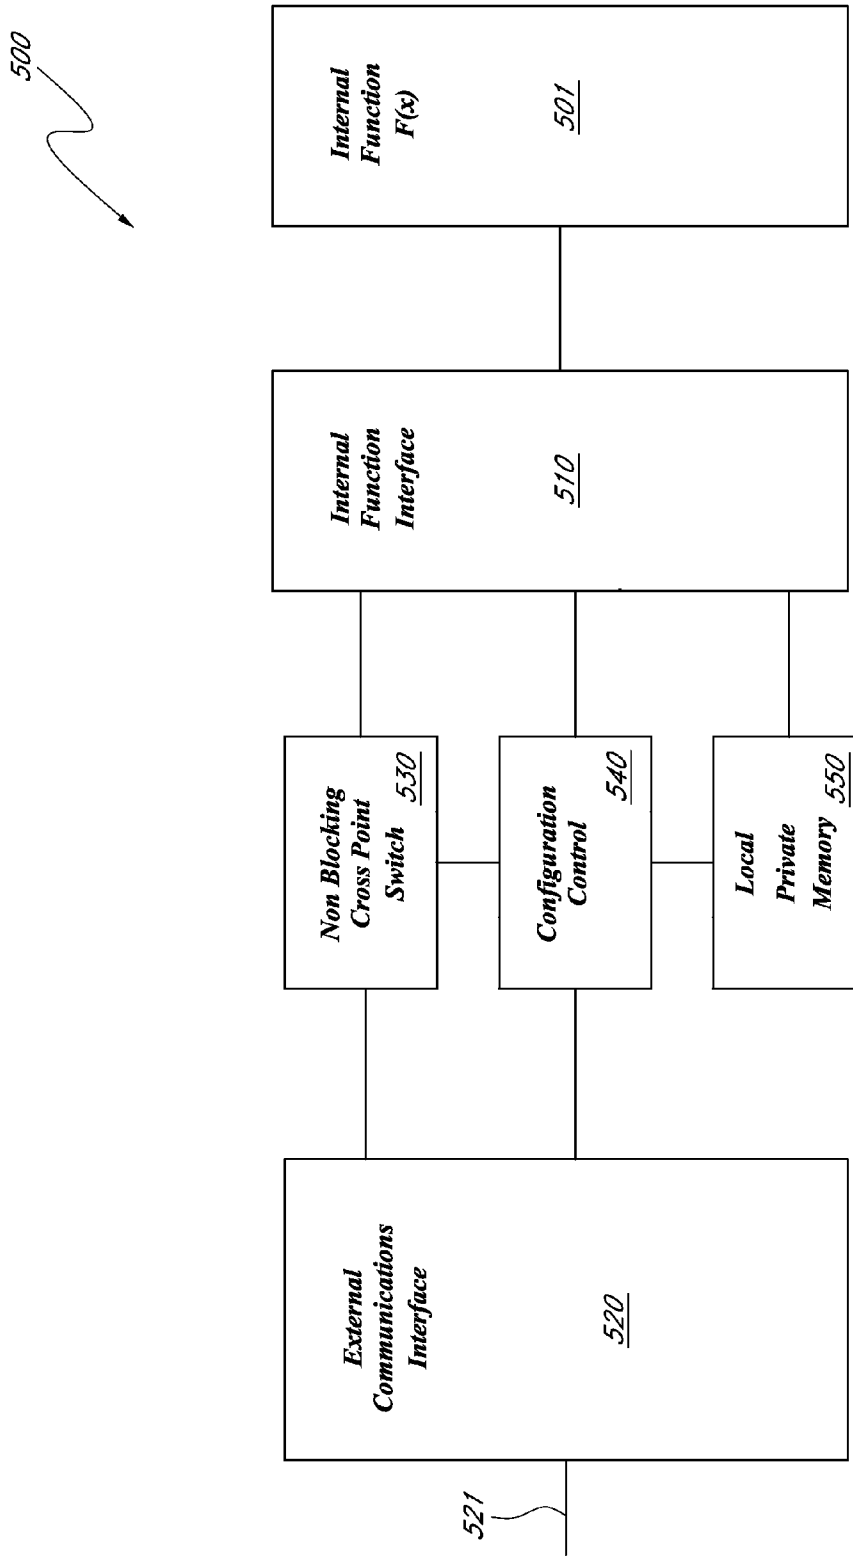 500
Internal
Function
F(x)
501
Internal
Function
Interface
510
Non Blocking
Cross Point
Switch
530
Configuration
Control
540
Local
Private
Memory
550
External
Communications
Interface
520
521